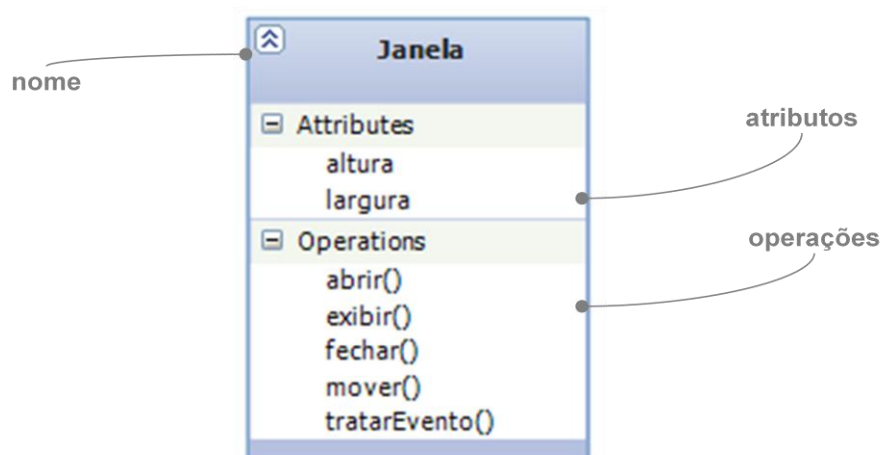 nome
Janela
Attributes
altura
largura
atributos
Operations
abrir()
exibir()
fechar()
mover()
tratarEvento()
operações